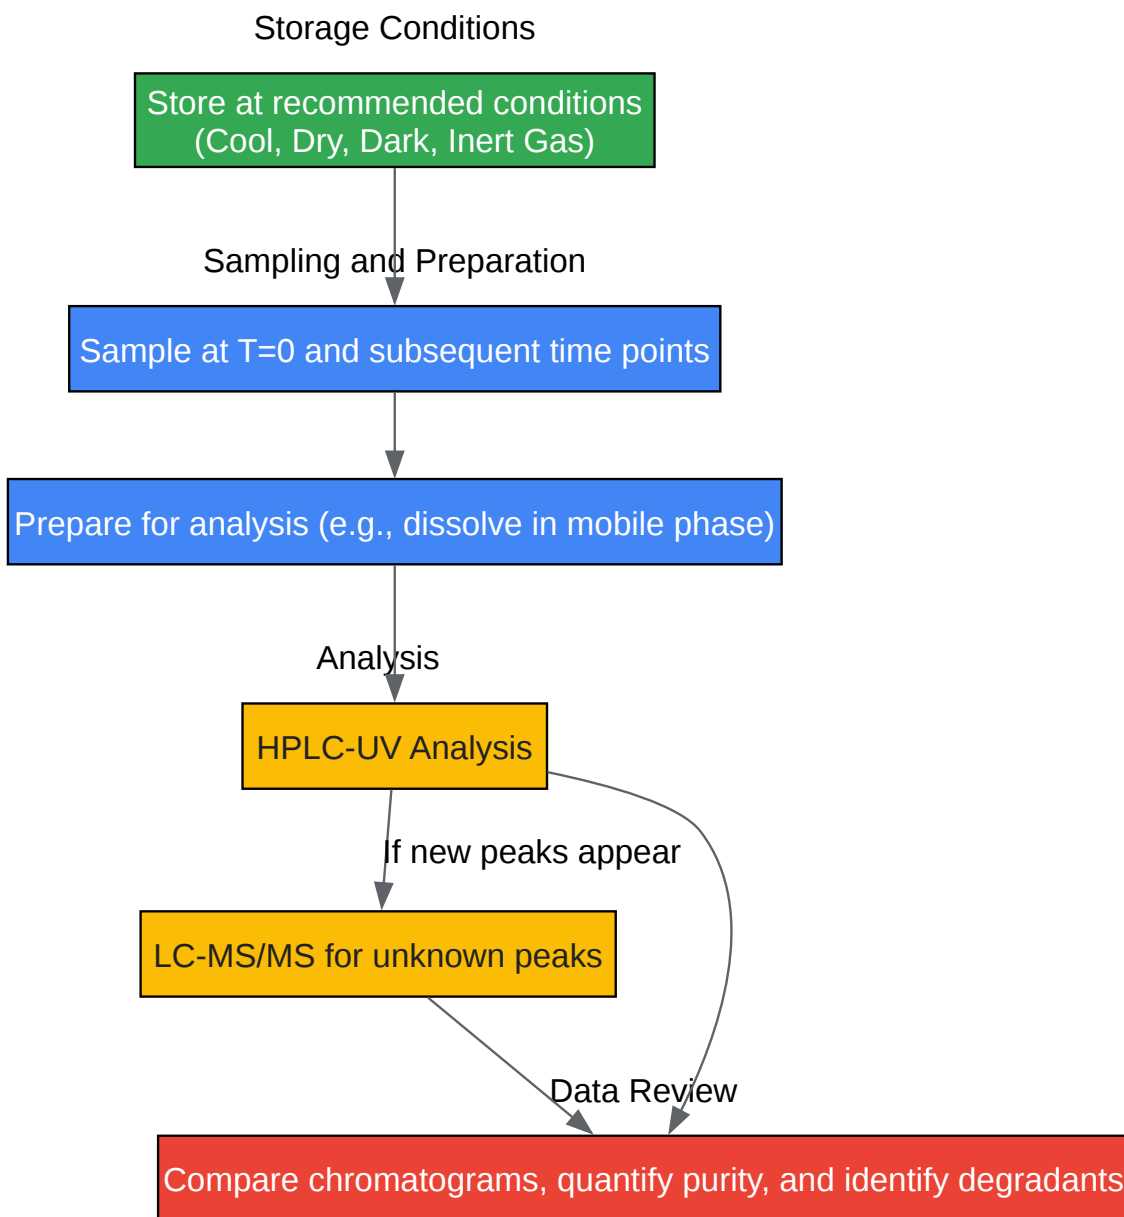 Storage Conditions
Store at recommended conditions
(Cool, Dry, Dark, Inert Gas)
Sampling and Preparation
Sample at T=0 and subsequent time points
Prepare for analysis (e.g., dissolve in mobile phase)
Analysis
HPLC-UV Analysis
If new peaks appear
LC-MS/MS for unknown peaks
Data Review
Compare chromatograms, quantify purity, and identify degradants